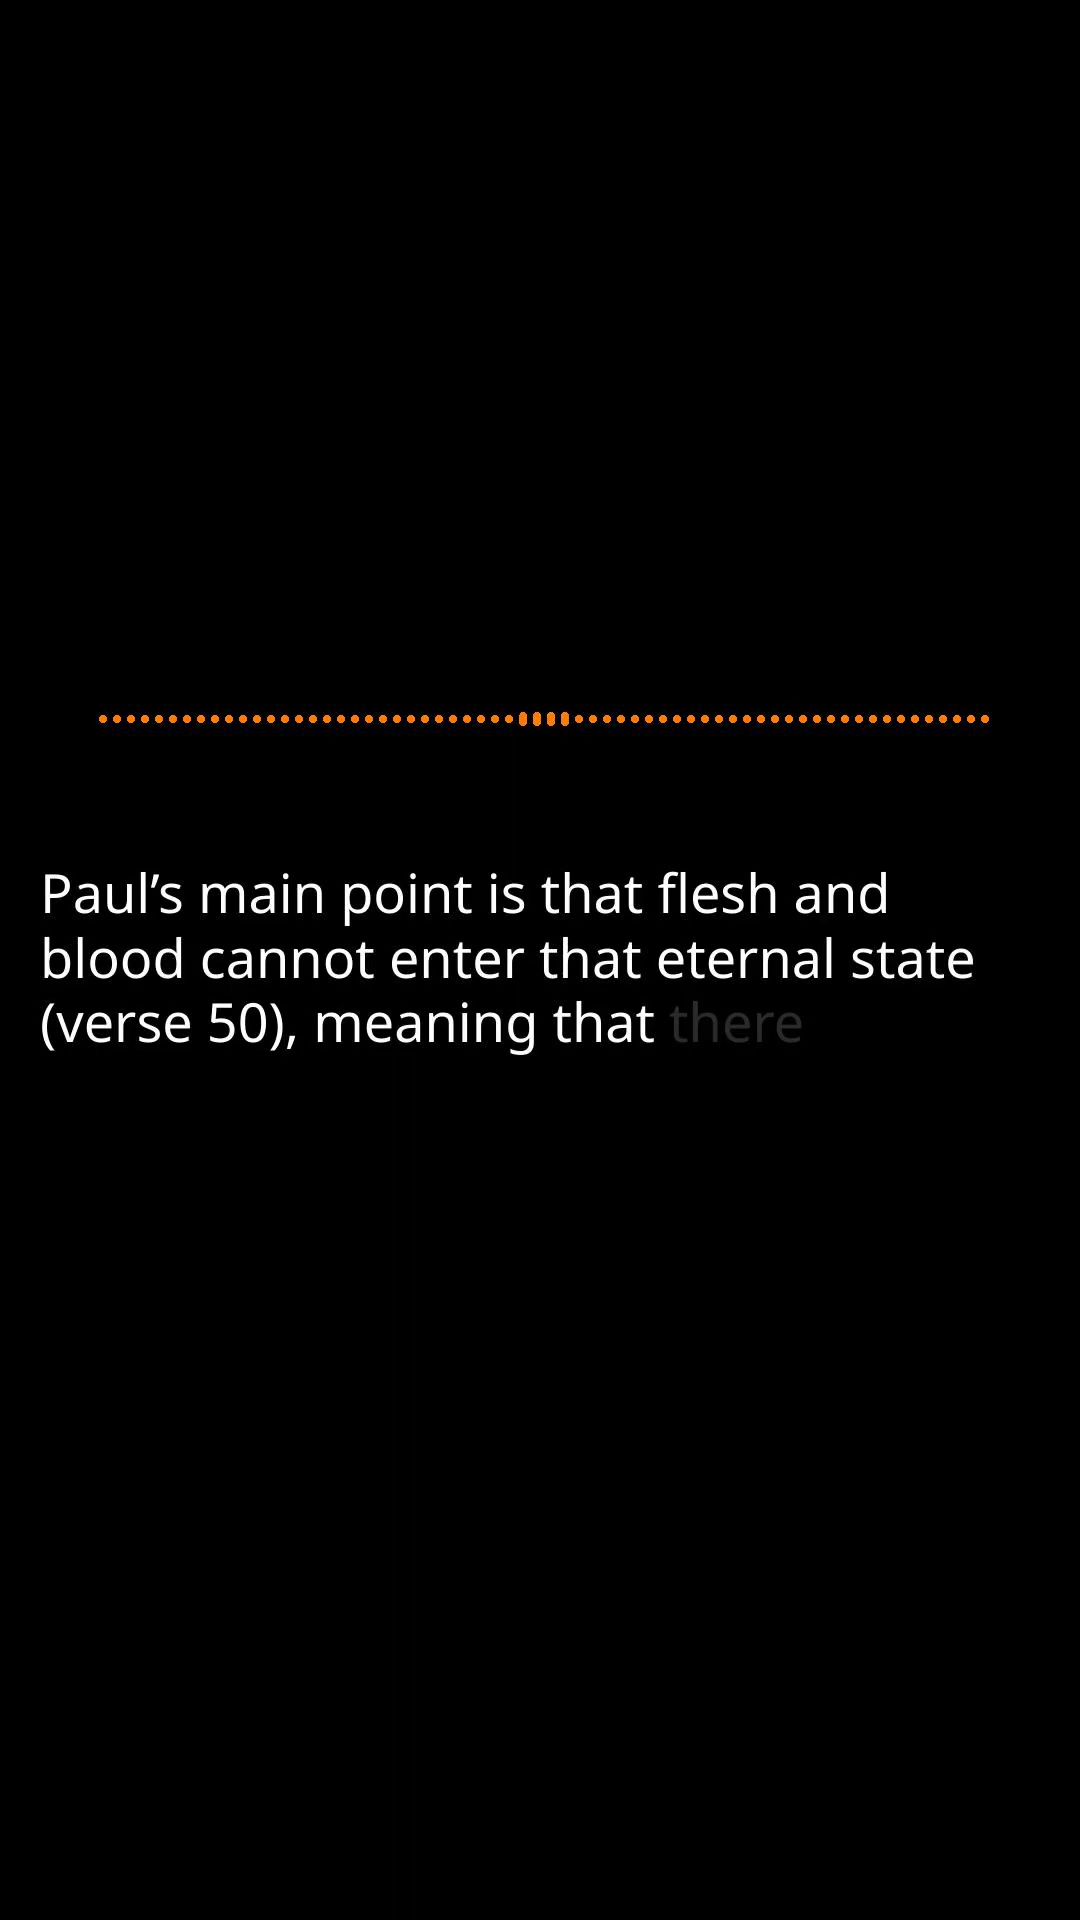 Paul’s main point is that flesh and
blood cannot enter that eternal state
(verse 50), meaning that there